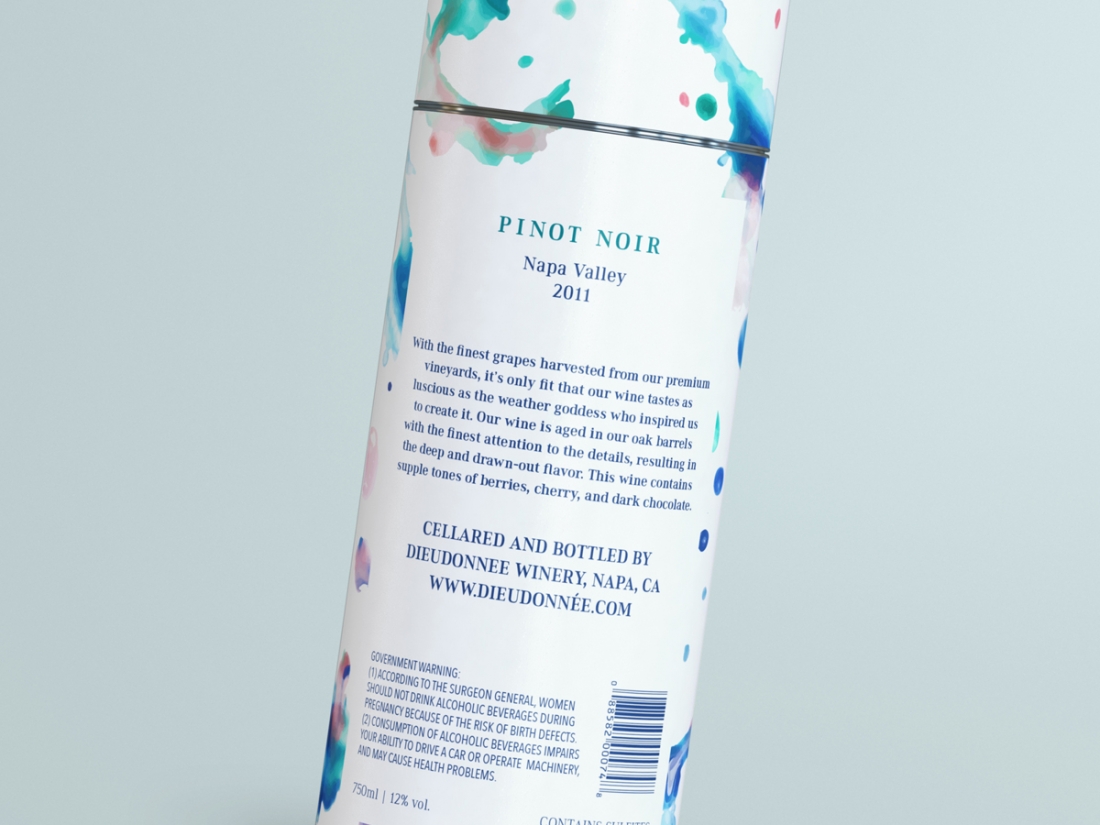 PINOT NOIR
Napa Valley
2011
With the finest grapes harvested from our premium
vineyards, it's only fit that our wine tastes as
luscious as the weather goddess who inspired us
to create it. Our wine is aged in our oak barrels
with the finest attention to the details, resulting in
the deep and drawn-out flavor. This wine contains
supple tones of berries, cherry, and dark chocolate.
CELLARED AND BOTTLED BY
DIEUDONNEE WINERY, NAPA, CA
WWW.DIEUDONNÉE.COM
GOVERNMENT WARNING:
(1) ACCORDING TO THE SURGEON GENERAL, WOMEN
SHOULD NOT DRINK ALCOHOLIC BEVERAGES DURING
PREGNANCY BECAUSE OF THE RISK OF BIRTH DEFECTS.
(2) CONSUMPTION OF ALCOHOLIC BEVERAGES IMPAIRS
YOUR ABILITY TO DRIVE A CAR OR OPERATE MACHINERY,
AND MAY CAUSE HEALTH PROBLEMS.
0 88582 00074 8
750ml | 12% vol.
CONTAINS SULFITES